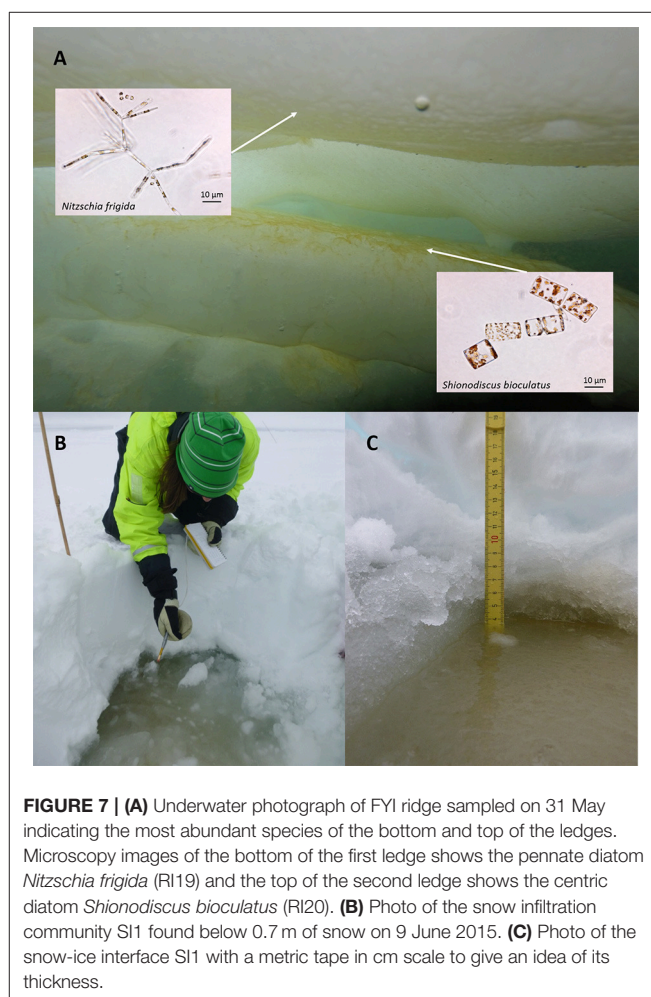 A
Nitzschia frigida
10 µm
Shionodiscus bioculatus
10 µm
B
C
10
FIGURE 7 | (A) Underwater photograph of FYI ridge sampled on 31 May
indicating the most abundant species of the bottom and top of the ledges.
Microscopy images of the bottom of the first ledge shows the pennate diatom
Nitzschia frigida (RI19) and the top of the second ledge shows the centric
diatom Shionodiscus bioculatus (RI20). (B) Photo of the snow infiltration
community SI1 found below 0.7 m of snow on 9 June 2015. (C) Photo of the
snow-ice interface SI1 with a metric tape in cm scale to give an idea of its
thickness.